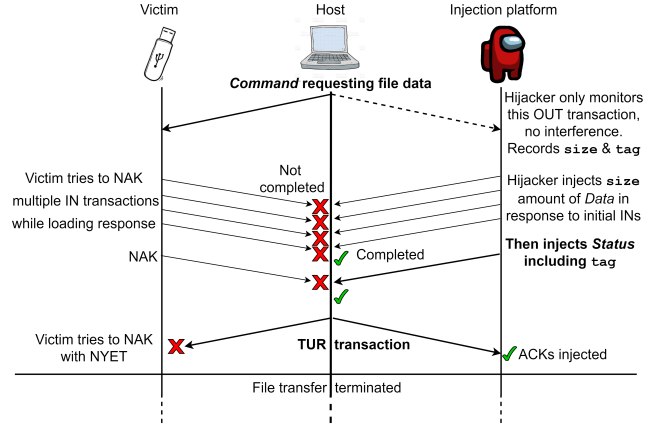 Victim
Host
Injection platform
Command requesting file data
Hijacker only monitors
this OUT transaction,
no interference.
Records size & tag
Victim tries to NAK
multiple IN transactions
while loading response
Not
completed
Hijacker injects size
amount of Data in
response to initial INs
NAK
Completed
Then injects Status
including tag
Victim tries to NAK
with NYET
TUR transaction
ACKs injected
File transfer terminated